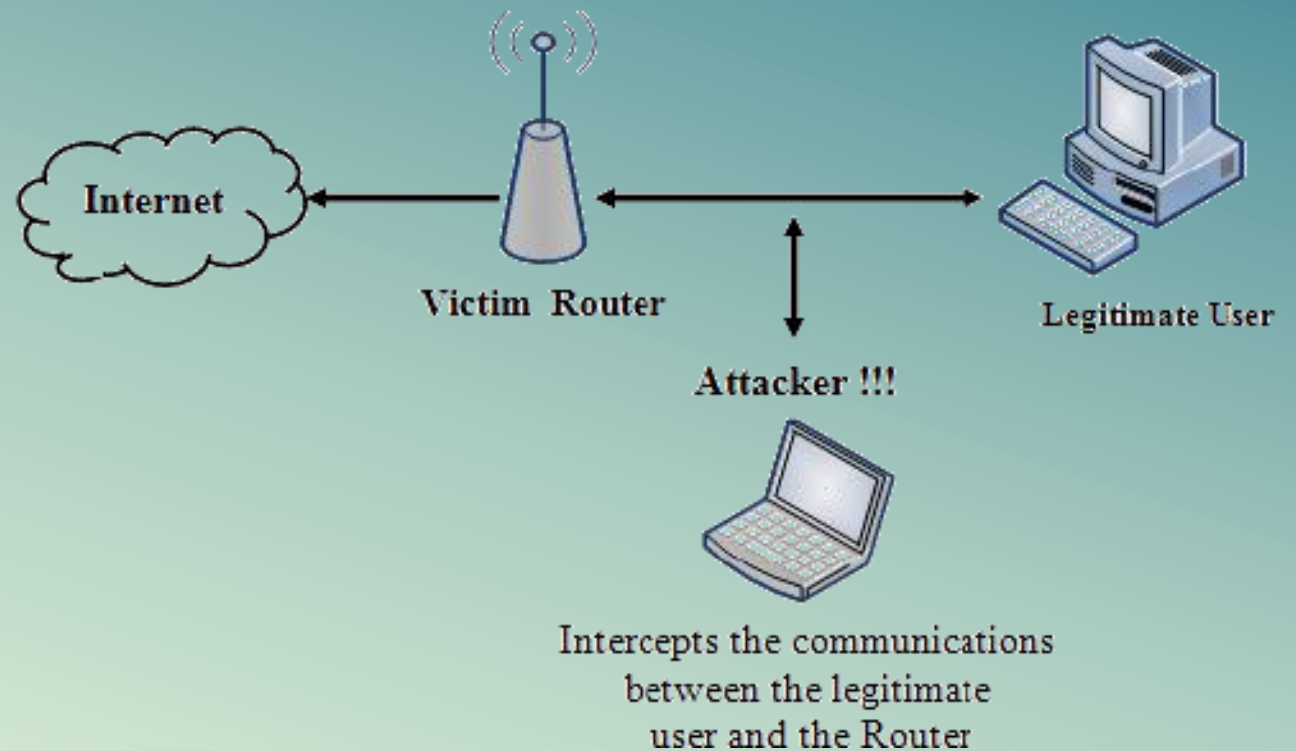 Internet
Victim Router
Legitimate User
Attacker !!!
Intercepts the communications
between the legitimate
user and the Router